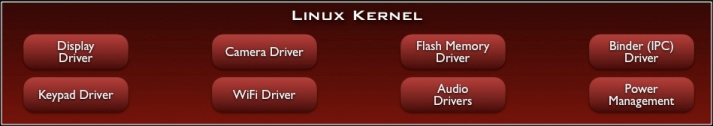 LINUX KERNEL
Display
Driver
Camera Driver
Flash Memory
Driver
Binder (IPC)
Driver
Keypad Driver
WiFi Driver
Audio
Drivers
Power
Management